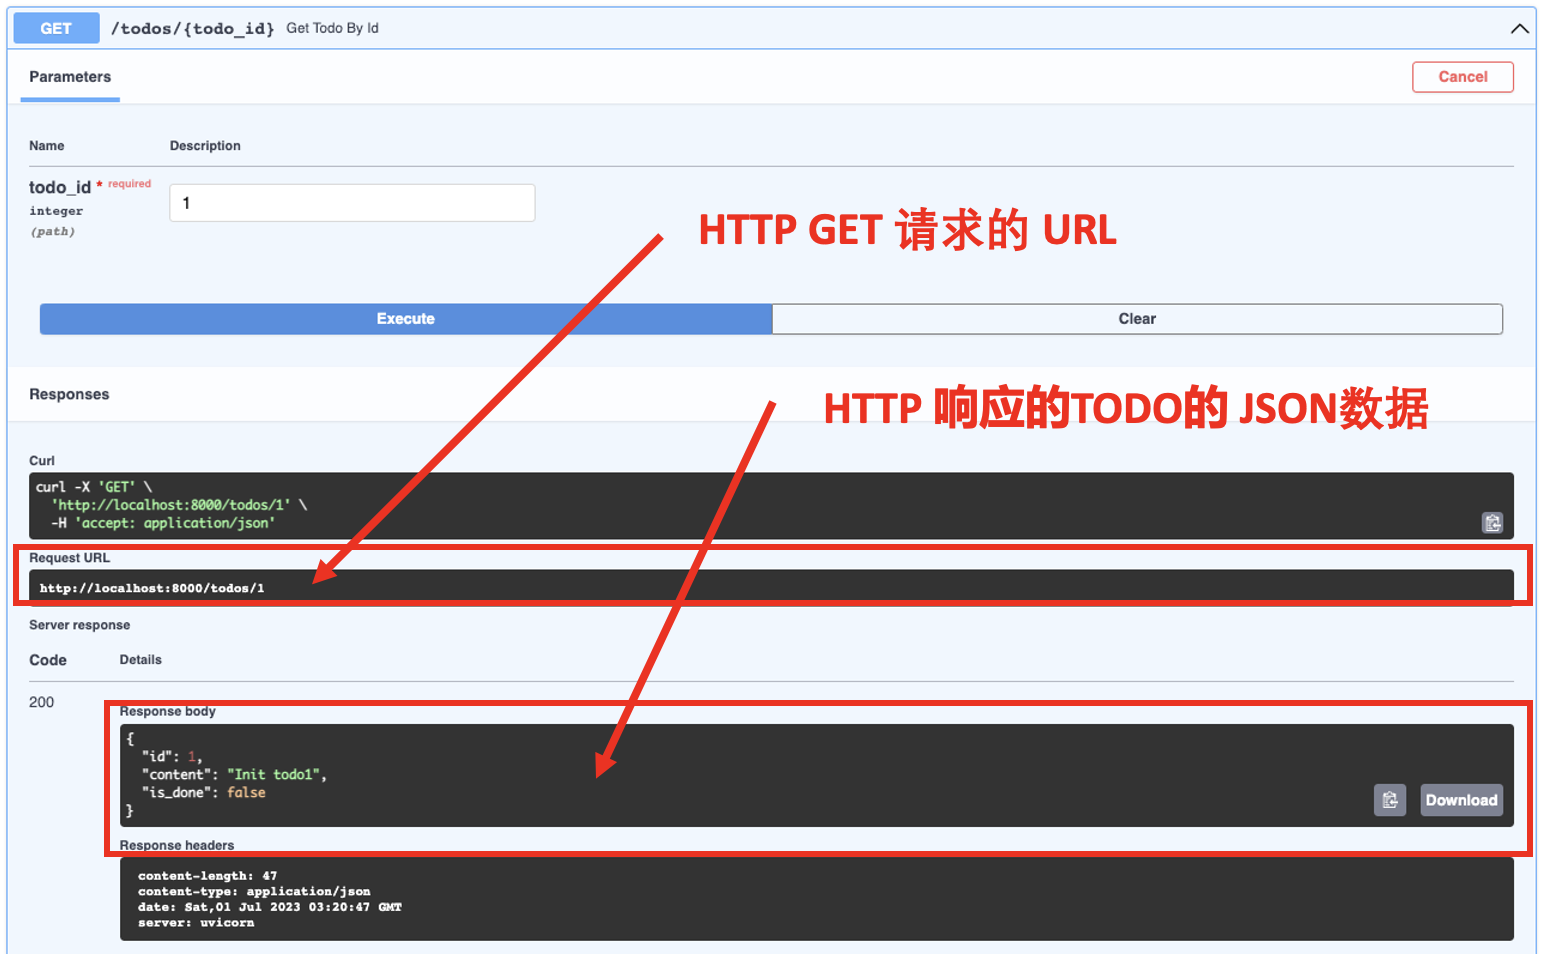 GET /todos/{todo_id} Get Todo By Id
Parameters
Cancel
Name Description
todo_id * required
integer
(path)
1
HTTP GET 请求的 URL
Execute
Clear
Responses
HTTP 响应的TODO的 JSON数据
Curl
curl -X 'GET' \
'http://localhost:8000/todos/1' \
-H 'accept: application/json'
Request URL
http://localhost:8000/todos/1
Server response
Code Details
200
Response body
{
"id": 1,
"content": "Init todo1",
"is_done": false
}
Download
Response headers
content-length: 47
content-type: application/json
date: Sat,01 Jul 2023 03:20:47 GMT
server: uvicorn